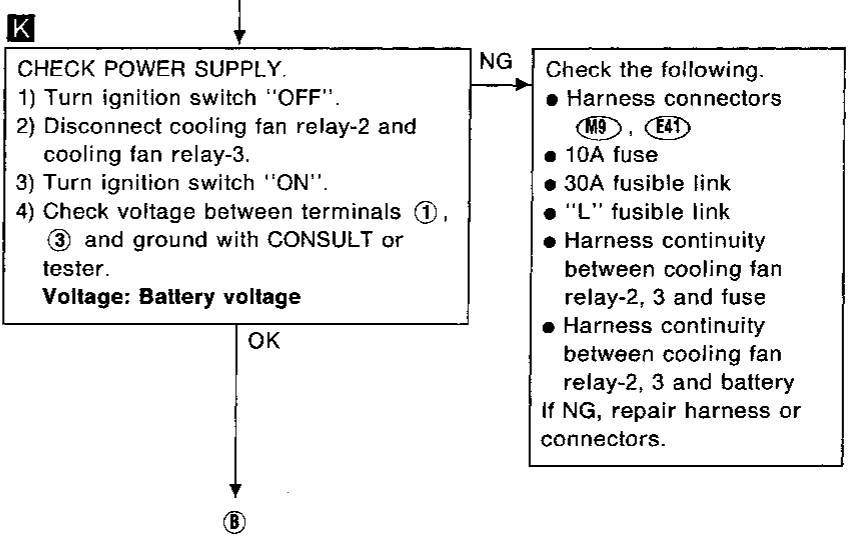 K
CHECK POWER SUPPLY.
1) Turn ignition switch "OFF".
2) Disconnect cooling fan relay-2 and
cooling fan relay-3.
3) Turn ignition switch "ON".
4) Check voltage between terminals ①,
③ and ground with CONSULT or
tester.
Voltage: Battery voltage
NG
Check the following.
● Harness connectors
M9, E41
● 10A fuse
● 30A fusible link
● "L" fusible link
● Harness continuity
between cooling fan
relay-2, 3 and fuse
● Harness continuity
between cooling fan
relay-2, 3 and battery
If NG, repair harness or
connectors.
OK
Ⓑ